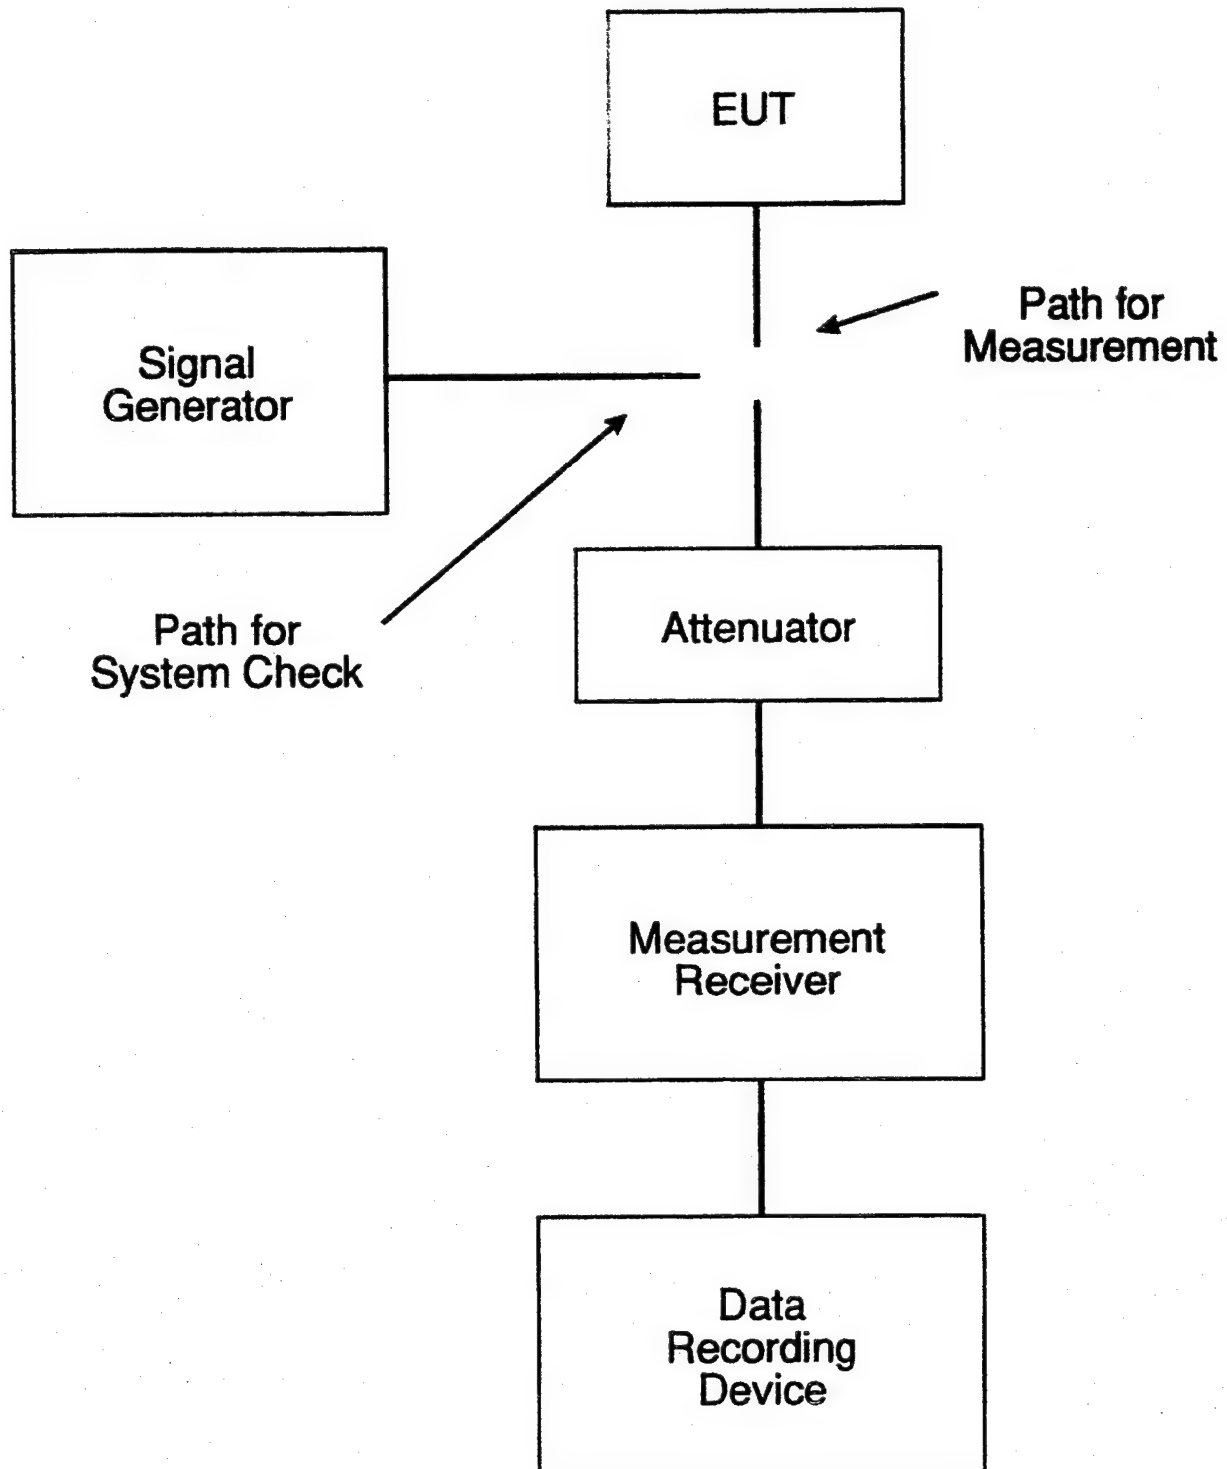 EUT
Path for
Measurement
Signal
Generator
Path for
System Check
Attenuator
Measurement
Receiver
Data
Recording
Device